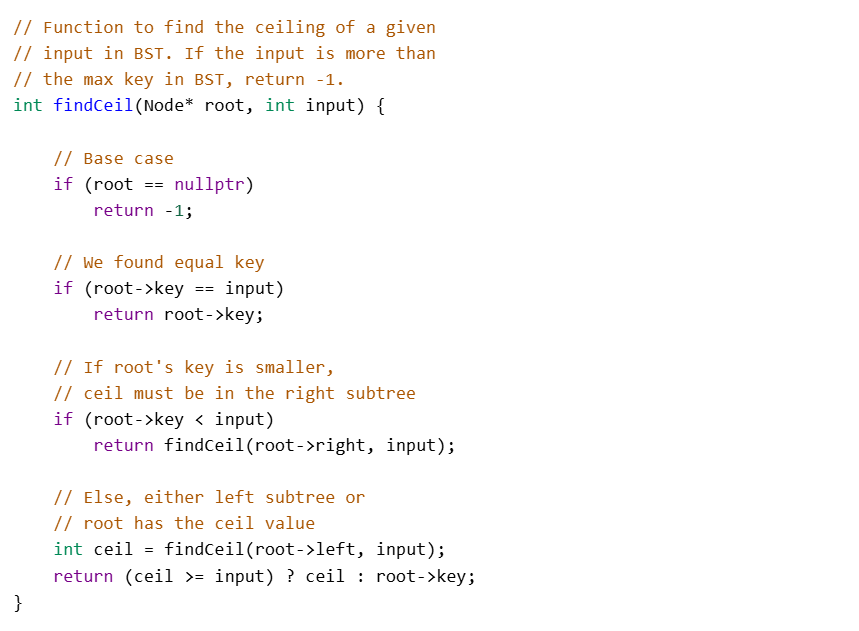 // Function to find the ceiling of a given
// input in BST. If the input is more than
// the max key in BST, return -1.
int findCeil(Node* root, int input) {
    // Base case
    if (root == nullptr)
        return -1;
    // We found equal key
    if (root->key == input)
        return root->key;
    // If root's key is smaller,
    // ceil must be in the right subtree
    if (root->key < input)
        return findCeil(root->right, input);
    // Else, either left subtree or
    // root has the ceil value
    int ceil = findCeil(root->left, input);
    return (ceil >= input) ? ceil : root->key;
}